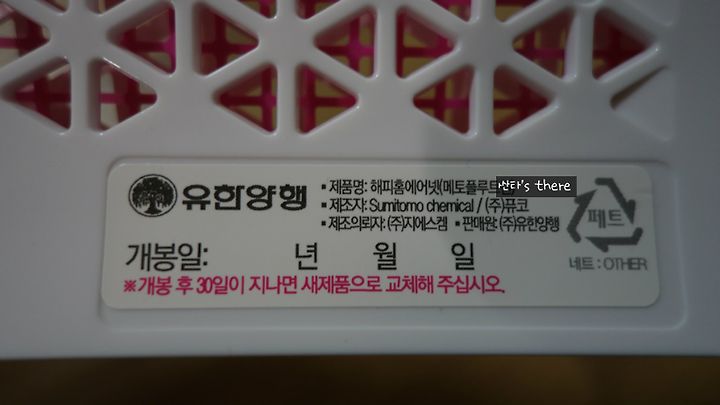 유한양행
▪ 제품명: 해피홈에어넷(메토플루트
싼타's there
▪ 제조자: Sumitomo chemical / (주)퓨코
▪ 제조의뢰자: (주)지에스켐 ▪ 판매원: (주)유한양행
페트
네트 : OTHER
개봉일: 년 월 일
※ 개봉 후 30일이 지나면 새제품으로 교체해 주십시오.